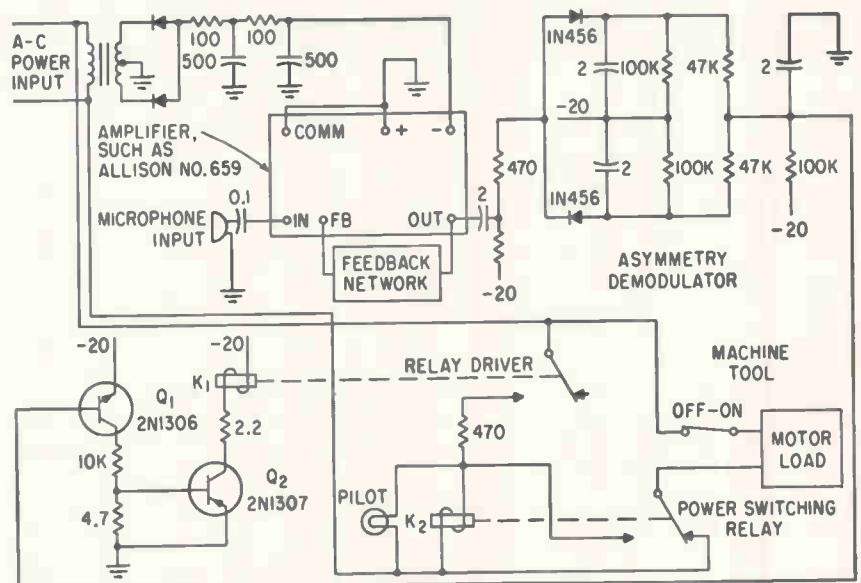 A-C
POWER
INPUT
100
100
500
500
AMPLIFIER,
SUCH AS
ALLISON NO. 659
COMM
+
-
MICROPHONE
INPUT
0.1
IN
FB
OUT
2
FEEDBACK
NETWORK
470
-20
1N456
2
100K
47K
2
-20
2
100K
47K
100K
1N456
-20
ASYMMETRY
DEMODULATOR
-20
-20
K1
Q1
2N1306
2.2
10K
Q2
2N1307
4.7
RELAY DRIVER
470
PILOT
K2
MACHINE
TOOL
OFF-ON
MOTOR
LOAD
POWER SWITCHING
RELAY